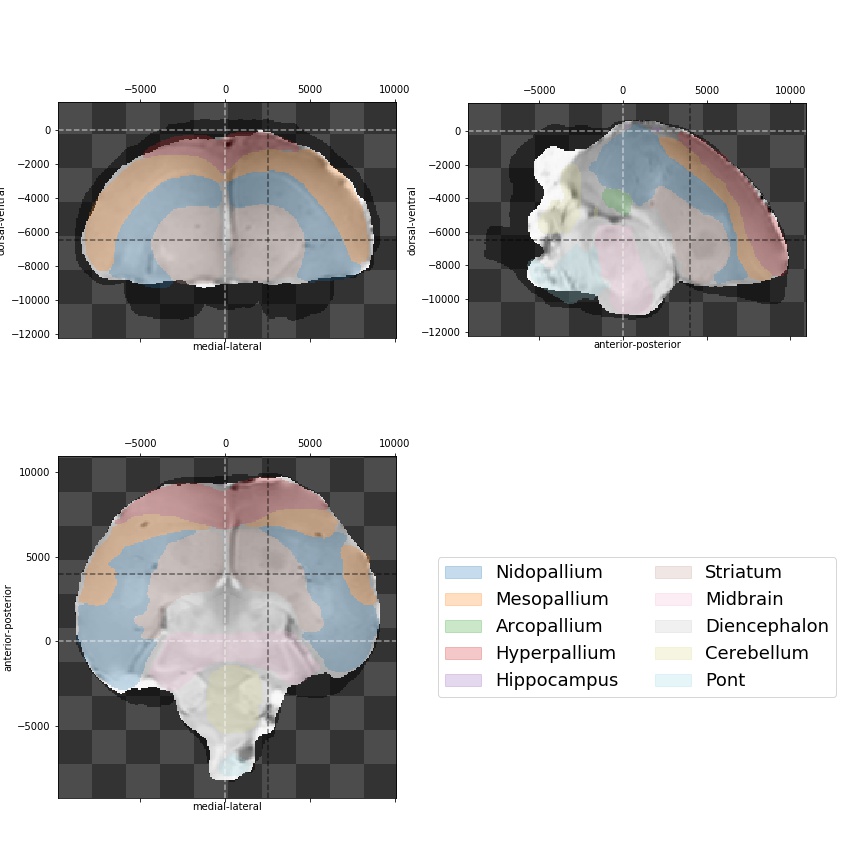 −5000 0 5000 10000
0
−2000
−4000
−6000
−8000
−10000
−12000
dorsal-ventral
medial-lateral
−5000 0 5000 10000
0
−2000
−4000
−6000
−8000
−10000
−12000
dorsal-ventral
anterior-posterior
−5000 0 5000 10000
10000
5000
0
−5000
anterior-posterior
medial-lateral
Nidopallium Striatum
Mesopallium Midbrain
Arcopallium Diencephalon
Hyperpallium Cerebellum
Hippocampus Pont